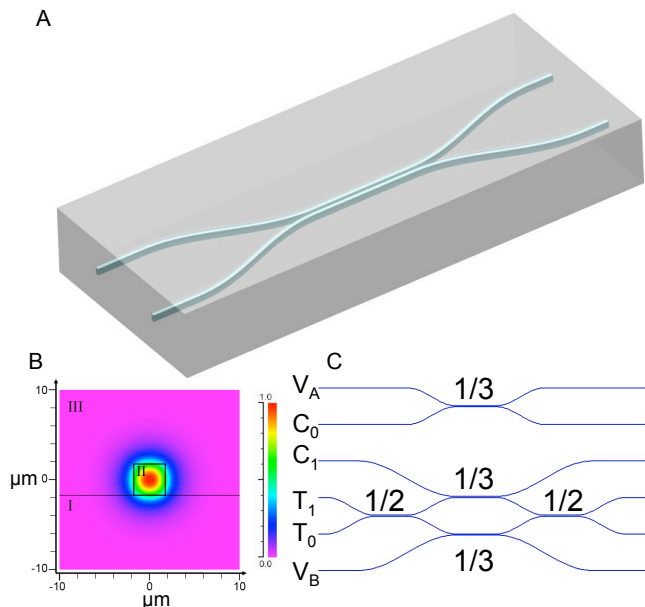 A
B
10
III
II
μm 0
I
-10
-10 0 10
μm
1.0
0.0
C
V_A
1/3
C_0
C_1
1/3
T_1
1/2 1/2
T_0
1/3
V_B